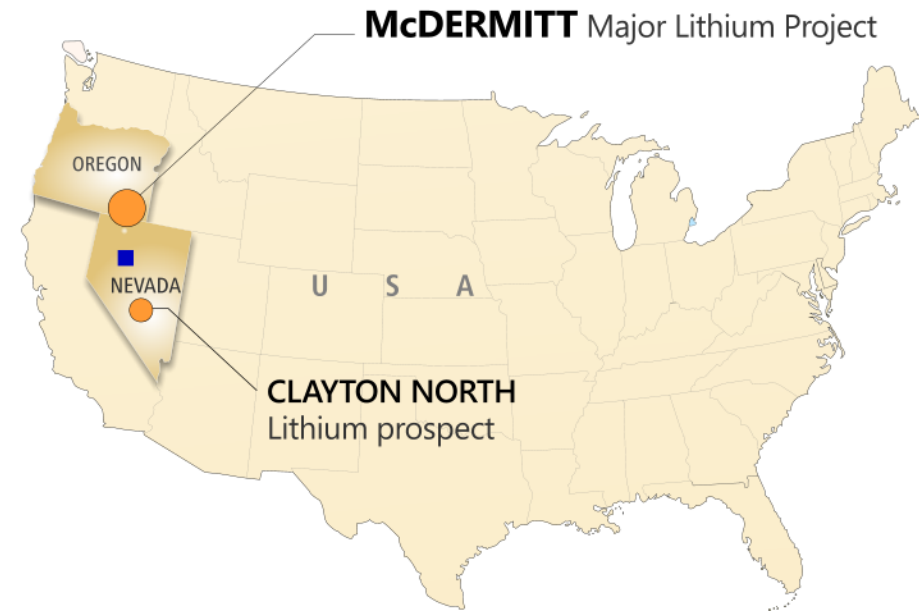 McDERMITT Major Lithium Project
OREGON
NEVADA
U S A
CLAYTON NORTH
Lithium prospect